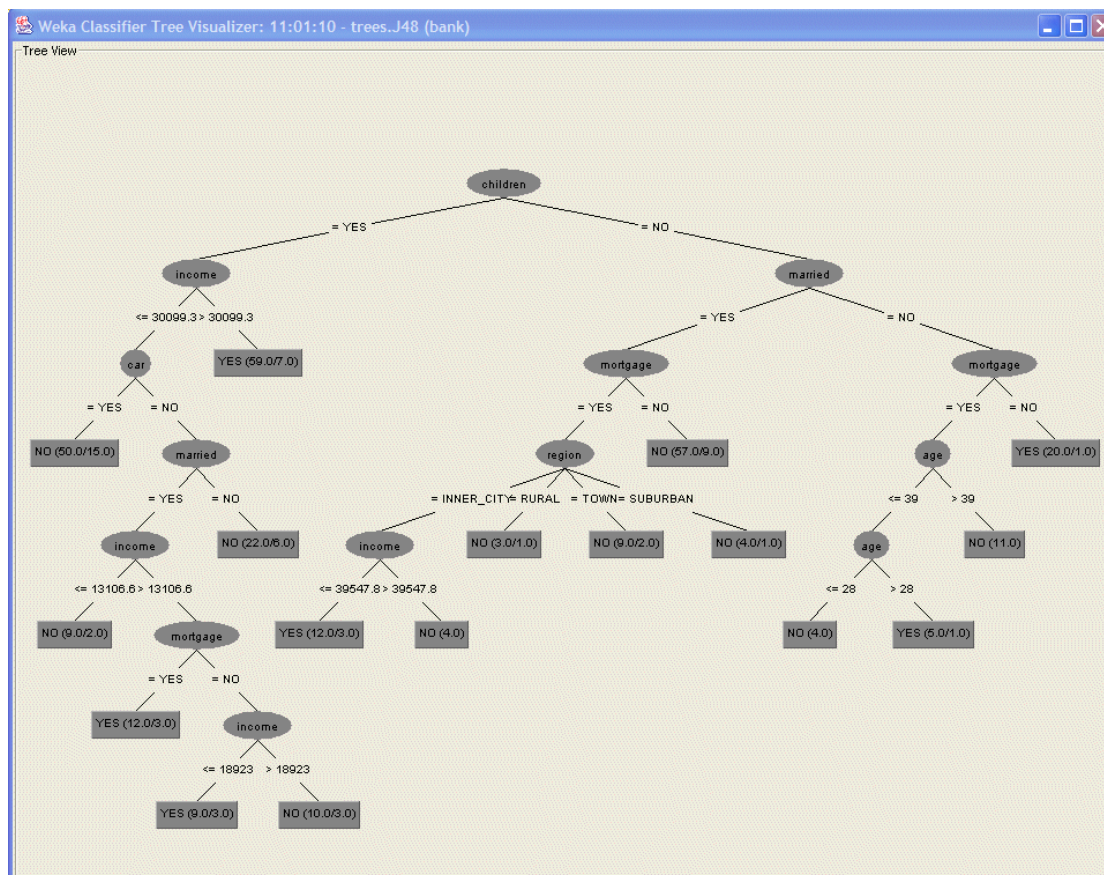 Weka Classifier Tree Visualizer: 11:01:10 - trees.J48 (bank)
Tree View
children
= YES = NO
income married
<= 30099.3 > 30099.3 = YES = NO
car YES (59.0/7.0) mortgage mortgage
= YES = NO = YES = NO = YES = NO
NO (50.0/15.0) married region NO (57.0/9.0) age YES (20.0/1.0)
= YES = NO = INNER_CITY = RURAL = TOWN = SUBURBAN <= 39 > 39
income NO (22.0/6.0) income NO (3.0/1.0) NO (9.0/2.0) NO (4.0/1.0) age NO (11.0)
<= 13106.6 > 13106.6 <= 39547.8 > 39547.8 <= 28 > 28
NO (9.0/2.0) mortgage YES (12.0/3.0) NO (4.0) NO (4.0) YES (5.0/1.0)
= YES = NO
YES (12.0/3.0) income
<= 18923 > 18923
YES (9.0/3.0) NO (10.0/3.0)